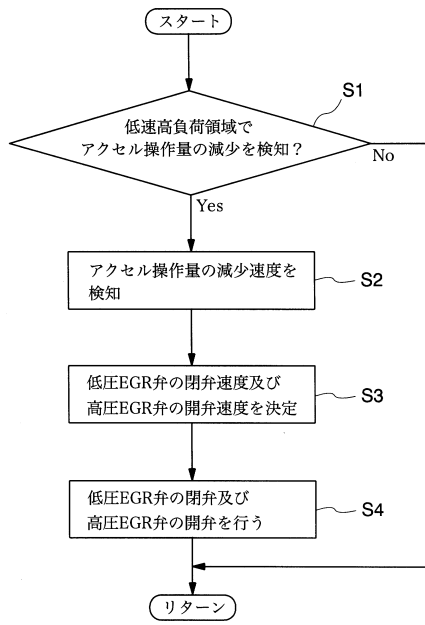 スタート
S1
低速高負荷領域で
アクセル操作量の減少を検知？
No
Yes
アクセル操作量の減少速度を
検知
S2
低圧EGR弁の閉弁速度及び
高圧EGR弁の開弁速度を決定
S3
低圧EGR弁の閉弁及び
高圧EGR弁の開弁を行う
S4
リターン